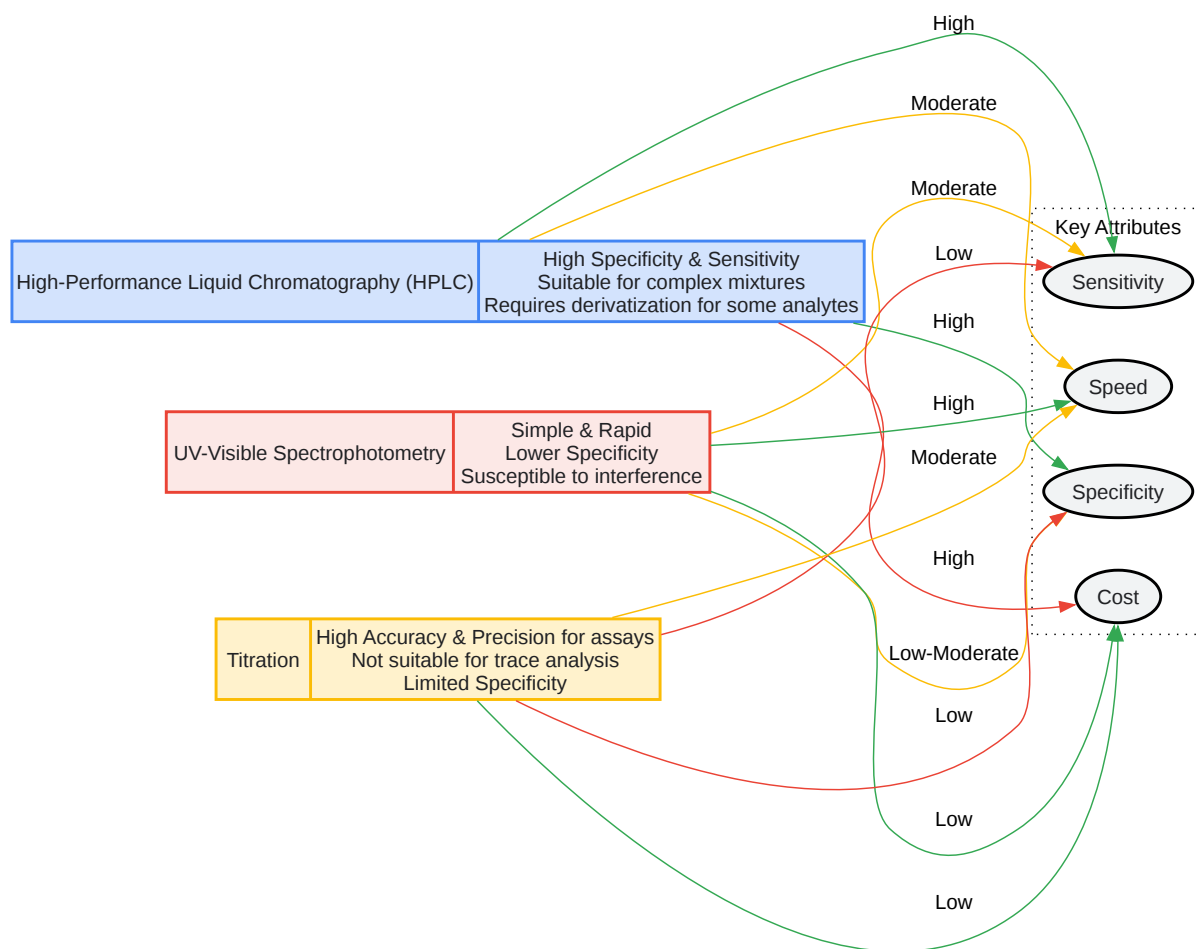 High
Moderate
Moderate
Key Attributes
High-Performance Liquid Chromatography (HPLC)
High Specificity & Sensitivity
Suitable for complex mixtures
Requires derivatization for some analytes
Low
Sensitivity
High
Speed
High
UV-Visible Spectrophotometry
Simple & Rapid
Lower Specificity
Susceptible to interference
Moderate
Specificity
High
Cost
Titration
High Accuracy & Precision for assays
Not suitable for trace analysis
Limited Specificity
Low-Moderate
Low
Low
Low